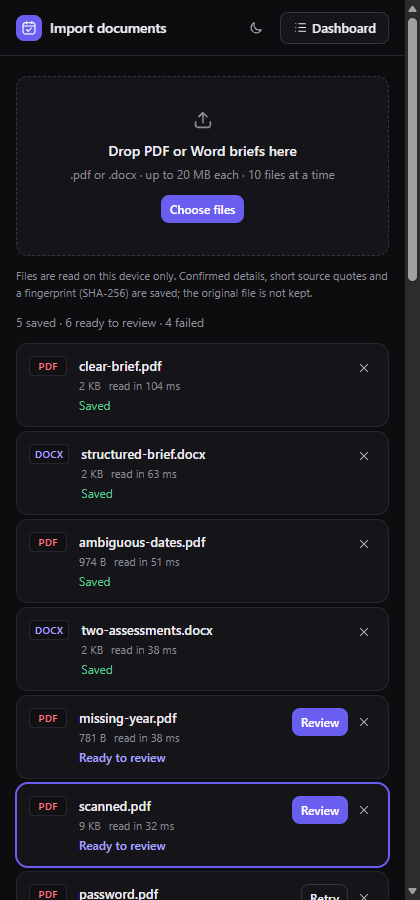 Import documents
Dashboard
Drop PDF or Word briefs here
.pdf or .docx · up to 20 MB each · 10 files at a time
Choose files
Files are read on this device only. Confirmed details, short source quotes and
a fingerprint (SHA-256) are saved; the original file is not kept.
5 saved · 6 ready to review · 4 failed
PDF clear-brief.pdf
2 KB read in 104 ms
Saved
DOCX structured-brief.docx
2 KB read in 63 ms
Saved
PDF ambiguous-dates.pdf
974 B read in 51 ms
Saved
DOCX two-assessments.docx
2 KB read in 38 ms
Saved
PDF missing-year.pdf Review
781 B read in 38 ms
Ready to review
PDF scanned.pdf Review
9 KB read in 32 ms
Ready to review
PDF password.pdf Retry